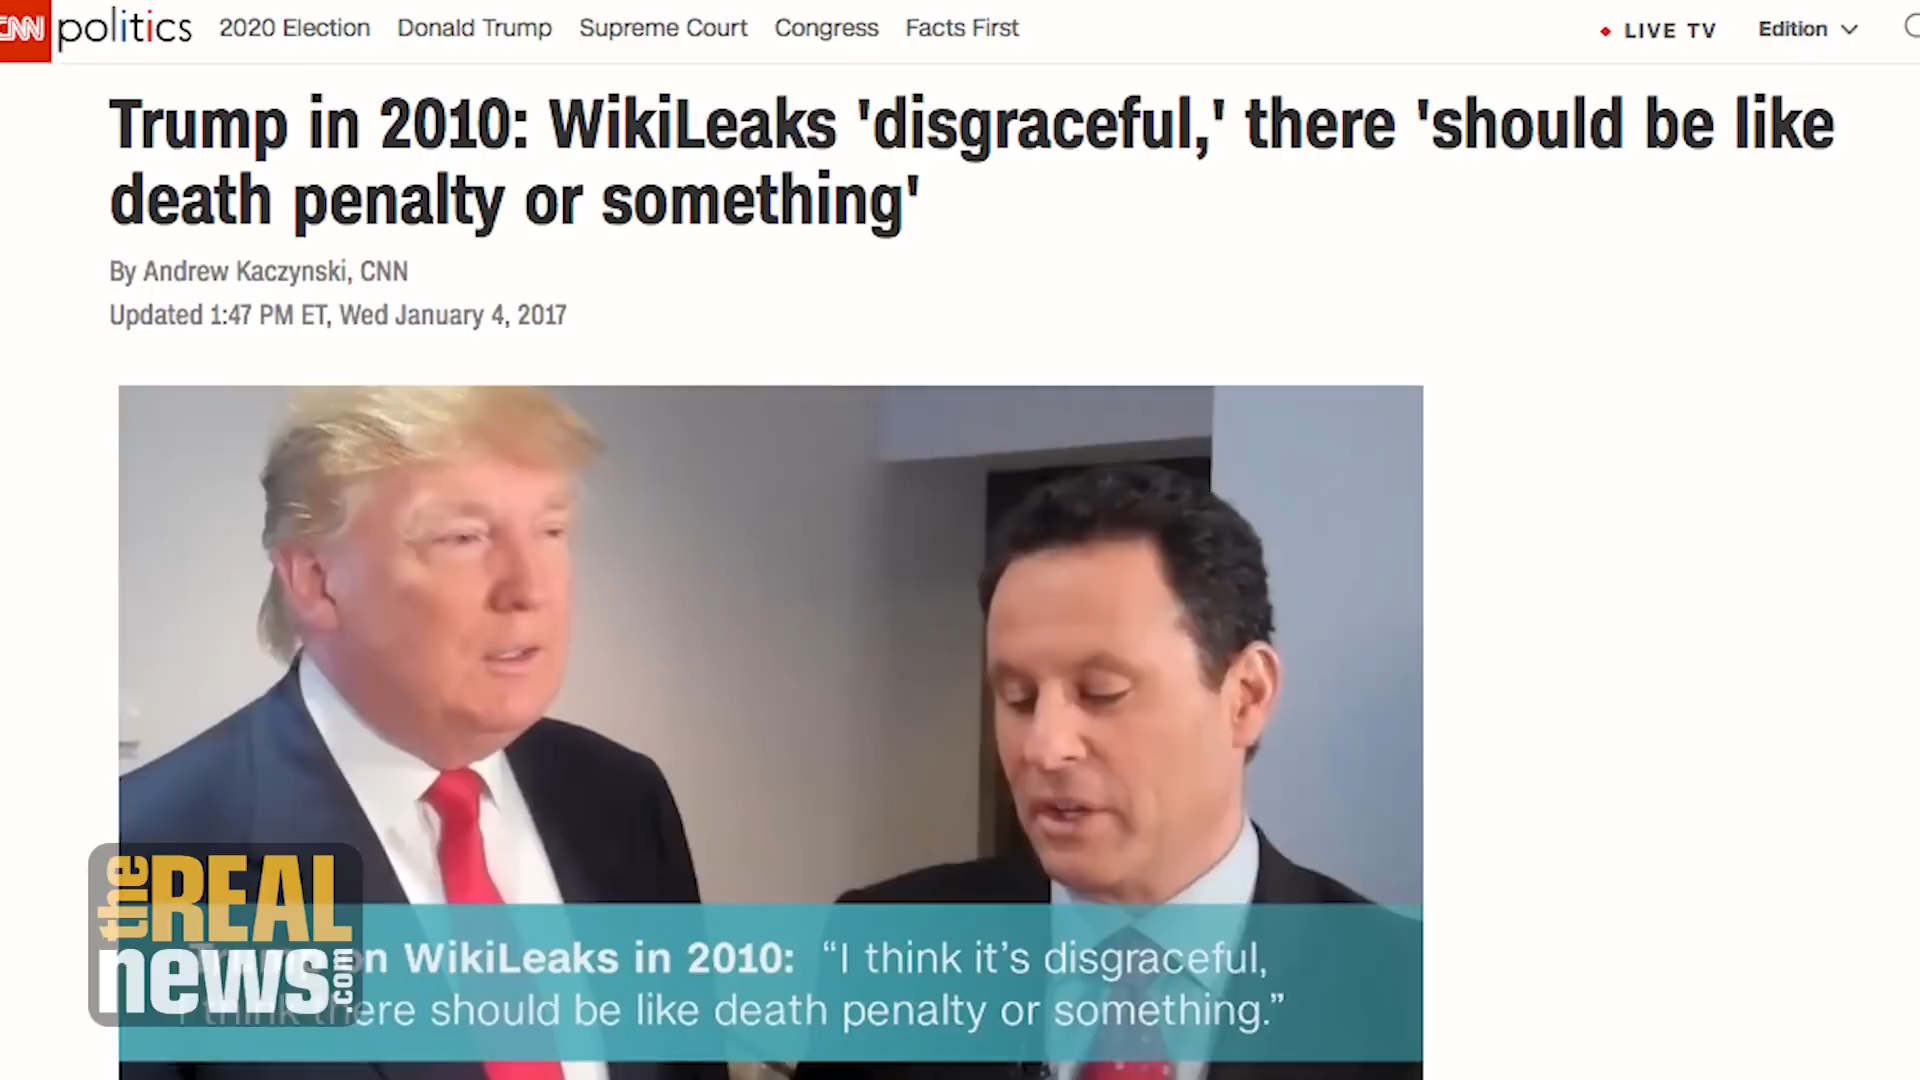 CNN politics 2020 Election Donald Trump Supreme Court Congress Facts First LIVE TV Edition
Trump in 2010: WikiLeaks 'disgraceful,' there 'should be like
death penalty or something'
By Andrew Kaczynski, CNN
Updated 1:47 PM ET, Wed January 4, 2017
on WikiLeaks in 2010: “I think it’s disgraceful,
I think there should be like death penalty or something.”
the REAL
news.com